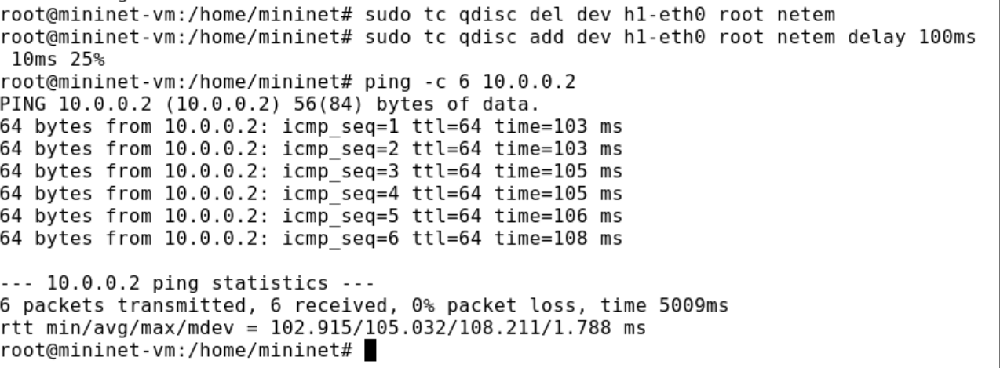 root@mininet-vm:/home/mininet# sudo tc qdisc del dev h1-eth0 root netem
root@mininet-vm:/home/mininet# sudo tc qdisc add dev h1-eth0 root netem delay 100ms
 10ms 25%
root@mininet-vm:/home/mininet# ping -c 6 10.0.0.2
PING 10.0.0.2 (10.0.0.2) 56(84) bytes of data.
64 bytes from 10.0.0.2: icmp_seq=1 ttl=64 time=103 ms
64 bytes from 10.0.0.2: icmp_seq=2 ttl=64 time=103 ms
64 bytes from 10.0.0.2: icmp_seq=3 ttl=64 time=105 ms
64 bytes from 10.0.0.2: icmp_seq=4 ttl=64 time=105 ms
64 bytes from 10.0.0.2: icmp_seq=5 ttl=64 time=106 ms
64 bytes from 10.0.0.2: icmp_seq=6 ttl=64 time=108 ms

--- 10.0.0.2 ping statistics ---
6 packets transmitted, 6 received, 0% packet loss, time 5009ms
rtt min/avg/max/mdev = 102.915/105.032/108.211/1.788 ms
root@mininet-vm:/home/mininet#